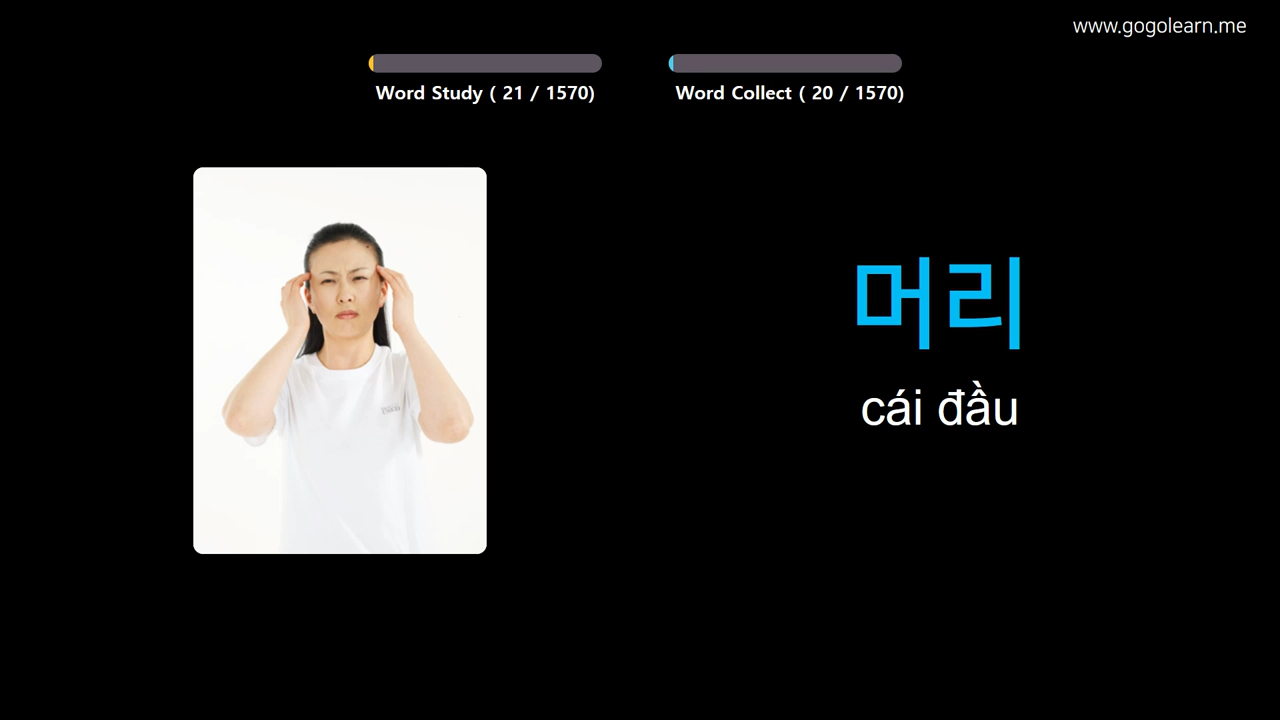 www.gogolearn.me
Word Study ( 21 / 1570)
Word Collect ( 20 / 1570)
머리
cái đầu